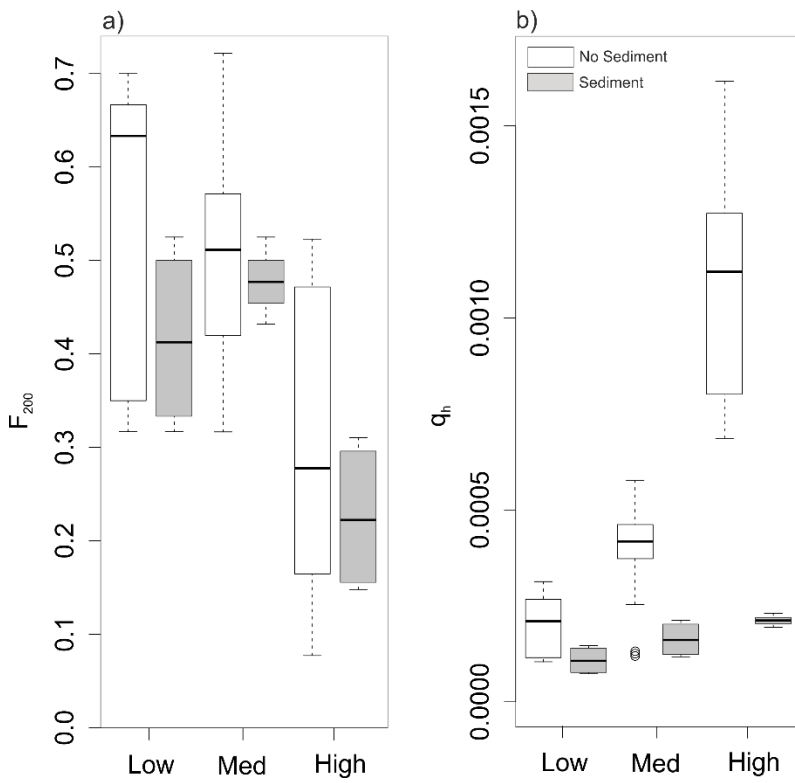 a)
F200
0.7
0.6
0.5
0.4
0.3
0.2
0.1
0.0
Low Med High
b)
No Sediment
Sediment
qh
0.0015
0.0010
0.0005
0.0000
Low Med High